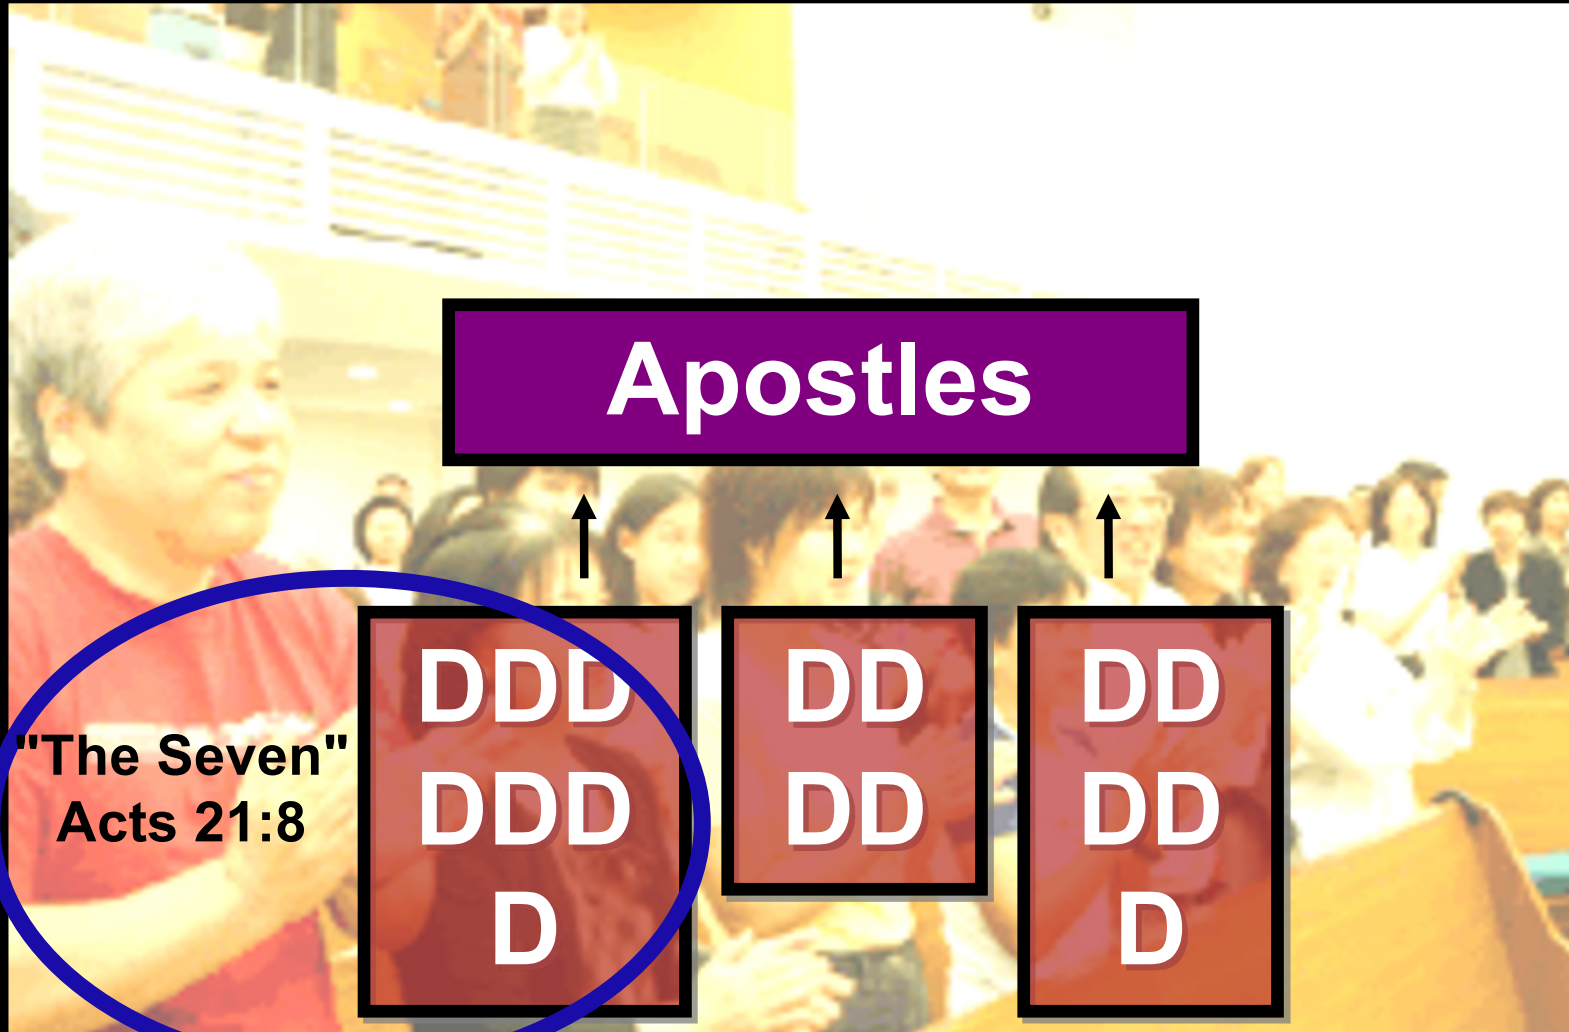 Apostles
"The Seven"
Acts 21:8
DDD
DDD
D
DD
DD
DD
DD
D